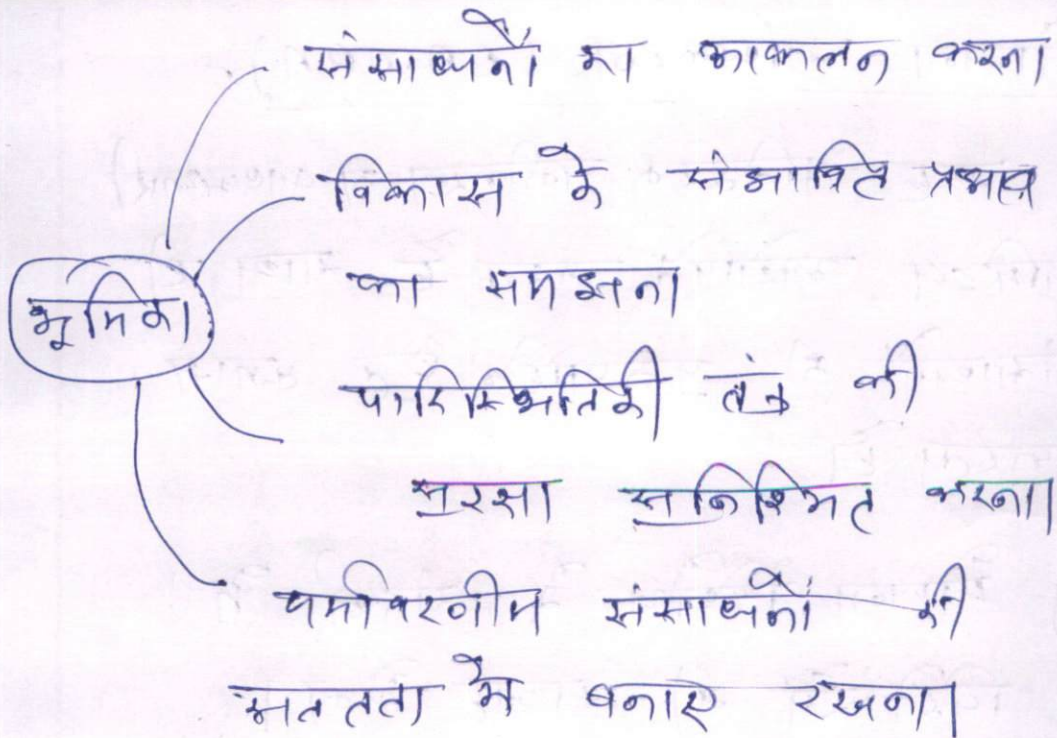 संसाधनों का आकलन करना
विकास के संभावित प्रभाव
का समझना
भूमिका
पारिस्थितिकी तंत्र की
सुरक्षा सुनिश्चित करना।
पर्यावरणीय संसाधनों की
सततता में बनाए रखना।